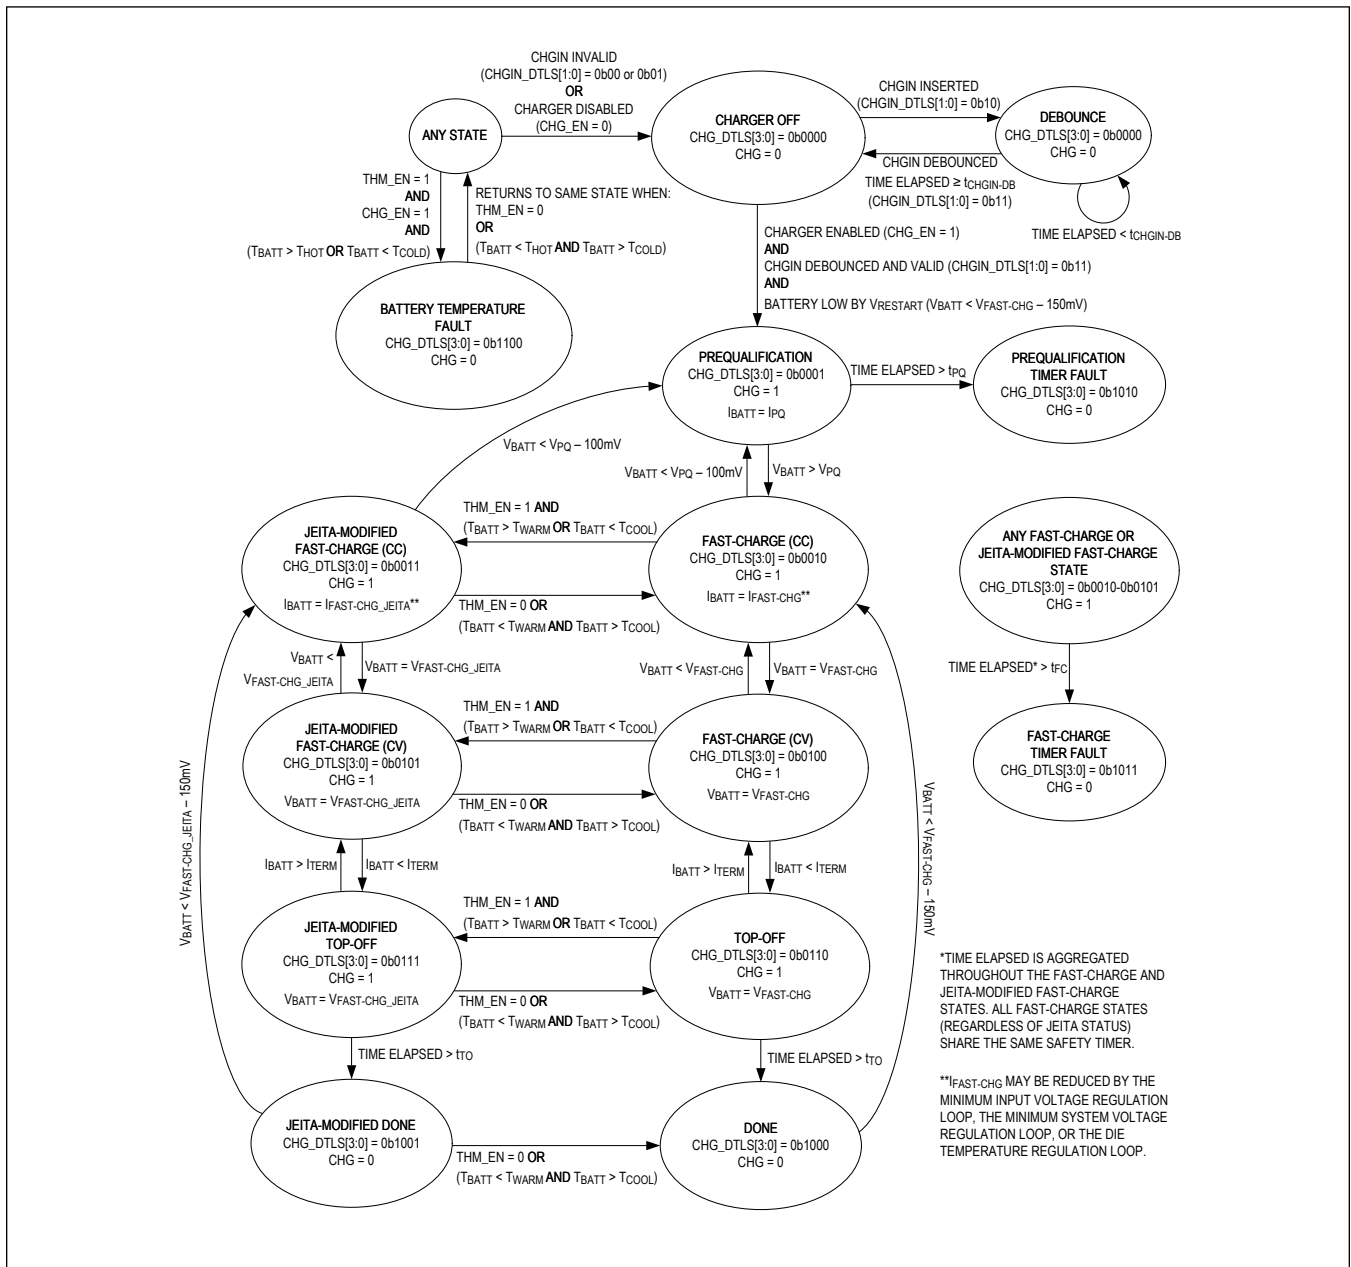 CHGIN INVALID
(CHGIN_DTLS[1:0] = 0b00 or 0b01)
OR
CHARGER DISABLED
(CHG_EN = 0)
ANY STATE
CHARGER OFF
CHG_DTLS[3:0] = 0b0000
CHG = 0
CHGIN INSERTED
(CHGIN_DTLS[1:0] = 0b10)
DEBOUNCE
CHG_DTLS[3:0] = 0b0000
CHG = 0
CHGIN DEBOUNCED
TIME ELAPSED ≥ tCHGIN-DB
(CHGIN_DTLS[1:0] = 0b11)
TIME ELAPSED < tCHGIN-DB
THM_EN = 1
AND
CHG_EN = 1
AND
(TBATT > THOT OR TBATT < TCOLD)
RETURNS TO SAME STATE WHEN:
THM_EN = 0
OR
(TBATT < THOT AND TBATT > TCOLD)
BATTERY TEMPERATURE
FAULT
CHG_DTLS[3:0] = 0b1100
CHG = 0
CHARGER ENABLED (CHG_EN = 1)
AND
CHGIN DEBOUNCED AND VALID (CHGIN_DTLS[1:0] = 0b11)
AND
BATTERY LOW BY VRESTART (VBATT < VFAST-CHG – 150mV)
PREQUALIFICATION
CHG_DTLS[3:0] = 0b0001
CHG = 1
IBATT = IPQ
TIME ELAPSED > tPQ
PREQUALIFICATION
TIMER FAULT
CHG_DTLS[3:0] = 0b1010
CHG = 0
VBATT < VPQ – 100mV
VBATT < VPQ – 100mV
VBATT > VPQ
JEITA-MODIFIED
FAST-CHARGE (CC)
CHG_DTLS[3:0] = 0b0011
CHG = 1
IBATT = IFAST-CHG_JEITA**
THM_EN = 1 AND
(TBATT > TWARM OR TBATT < TCOOL)
THM_EN = 0 OR
(TBATT < TWARM AND TBATT > TCOOL)
FAST-CHARGE (CC)
CHG_DTLS[3:0] = 0b0010
CHG = 1
IBATT = IFAST-CHG**
ANY FAST-CHARGE OR
JEITA-MODIFIED FAST-CHARGE
STATE
CHG_DTLS[3:0] = 0b0010-0b0101
CHG = 1
VBATT <
VFAST-CHG_JEITA
VBATT = VFAST-CHG_JEITA
VBATT < VFAST-CHG
VBATT = VFAST-CHG
TIME ELAPSED* > tFC
JEITA-MODIFIED
FAST-CHARGE (CV)
CHG_DTLS[3:0] = 0b0101
CHG = 1
VBATT = VFAST-CHG_JEITA
THM_EN = 1 AND
(TBATT > TWARM OR TBATT < TCOOL)
THM_EN = 0 OR
(TBATT < TWARM AND TBATT > TCOOL)
FAST-CHARGE (CV)
CHG_DTLS[3:0] = 0b0100
CHG = 1
VBATT = VFAST-CHG
FAST-CHARGE
TIMER FAULT
CHG_DTLS[3:0] = 0b1011
CHG = 0
VBATT < VFAST-CHG_JEITA – 150mV
VBATT < VFAST-CHG – 150mV
IBATT > ITERM
IBATT < ITERM
IBATT > ITERM
IBATT < ITERM
JEITA-MODIFIED
TOP-OFF
CHG_DTLS[3:0] = 0b0111
CHG = 1
VBATT = VFAST-CHG_JEITA
THM_EN = 1 AND
(TBATT > TWARM OR TBATT < TCOOL)
THM_EN = 0 OR
(TBATT < TWARM AND TBATT > TCOOL)
TOP-OFF
CHG_DTLS[3:0] = 0b0110
CHG = 1
VBATT = VFAST-CHG
*TIME ELAPSED IS AGGREGATED
THROUGHOUT THE FAST-CHARGE AND
JEITA-MODIFIED FAST-CHARGE
STATES. ALL FAST-CHARGE STATES
(REGARDLESS OF JEITA STATUS)
SHARE THE SAME SAFETY TIMER.
TIME ELAPSED > tTO
TIME ELAPSED > tTO
**IFAST-CHG MAY BE REDUCED BY THE
MINIMUM INPUT VOLTAGE REGULATION
LOOP, THE MINIMUM SYSTEM VOLTAGE
REGULATION LOOP, OR THE DIE
TEMPERATURE REGULATION LOOP.
JEITA-MODIFIED DONE
CHG_DTLS[3:0] = 0b1001
CHG = 0
THM_EN = 0 OR
(TBATT < TWARM AND TBATT > TCOOL)
DONE
CHG_DTLS[3:0] = 0b1000
CHG = 0